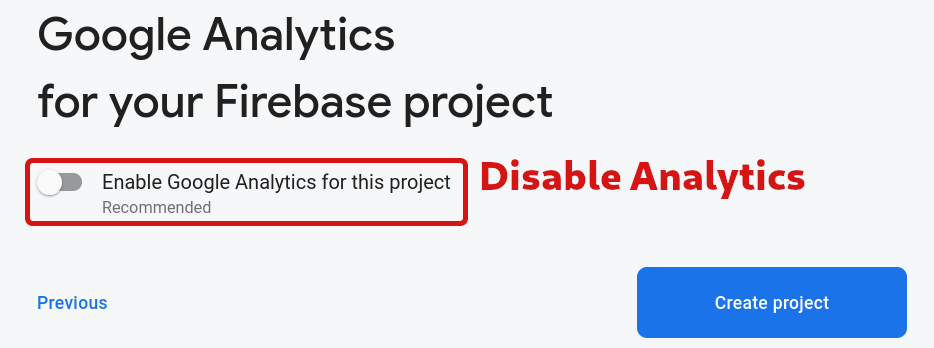 Google Analytics
for your Firebase project
Enable Google Analytics for this project
Disable Analytics
Recommended
Previous
Create project